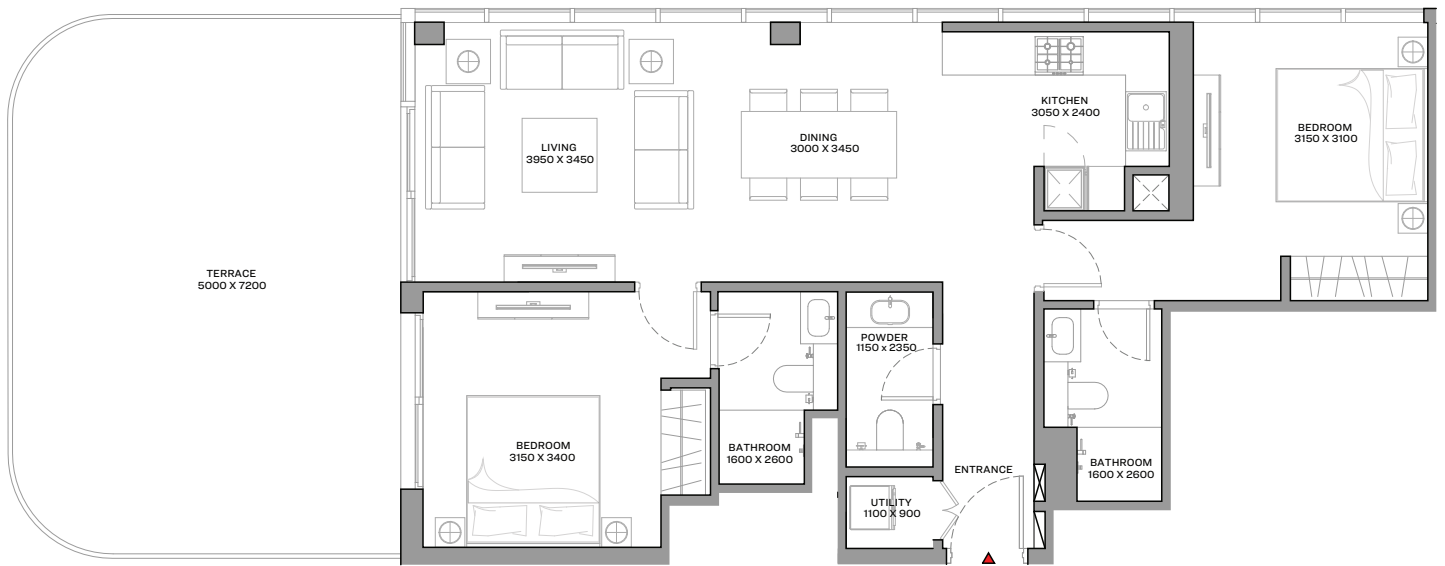 KITCHEN
3050 X 2400
BEDROOM
3150 X 3100
DINING
3000 X 3450
LIVING
3950 X 3450
TERRACE
5000 X 7200
POWDER
1150 x 2350
BEDROOM
3150 X 3400
BATHROOM
1600 X 2600
ENTRANCE
BATHROOM
1600 X 2600
UTILITY
1100 X 900